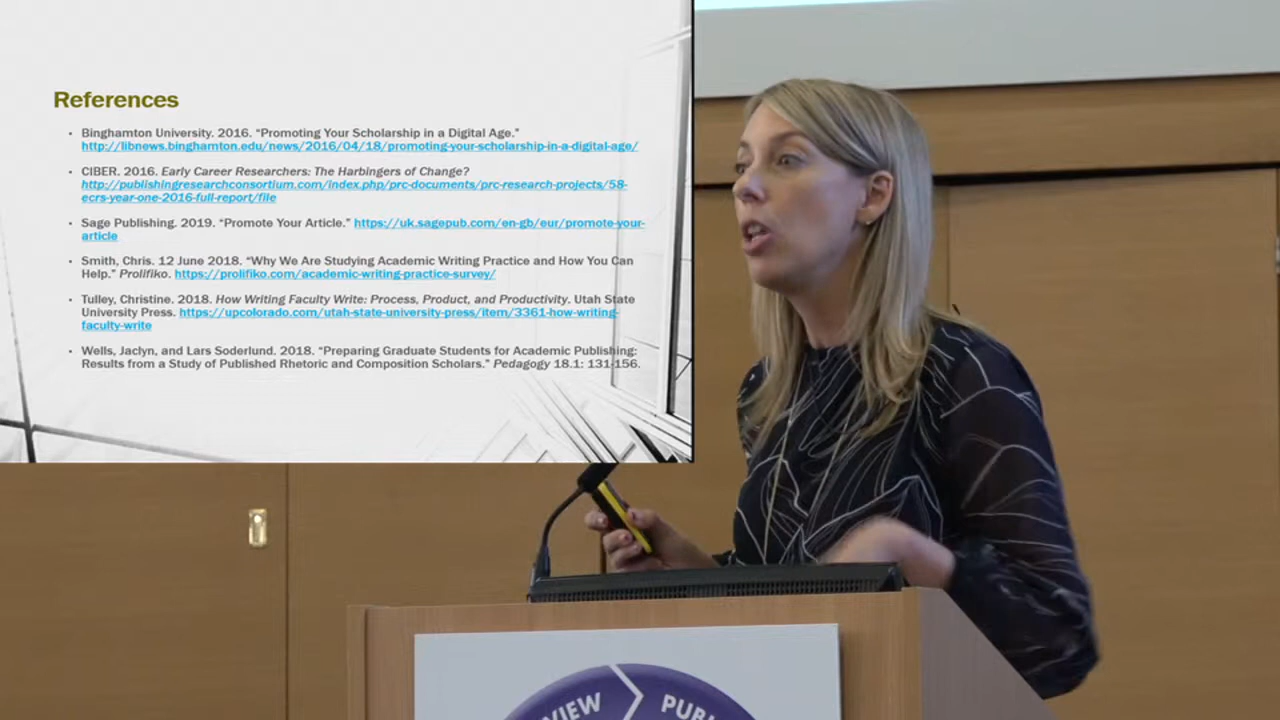 References
Binghamton University. 2016. “Promoting Your Scholarship in a Digital Age.”
http://libnews.binghamton.edu/news/2016/04/18/promoting-your-scholarship-in-a-digital-age/
CIBER. 2016. Early Career Researchers: The Harbingers of Change?
http://publishingresearchconsortium.com/index.php/prc-documents/prc-research-projects/58-
ecrs-year-one-2016-full-report/file
Sage Publishing. 2019. “Promote Your Article.” https://uk.sagepub.com/en-gb/eur/promote-your-
article
Smith, Chris. 12 June 2018. “Why We Are Studying Academic Writing Practice and How You Can
Help.” Prolifiko. https://prolifiko.com/academic-writing-practice-survey/
Tulley, Christine. 2018. How Writing Faculty Write: Process, Product, and Productivity. Utah State
University Press. https://upcolorado.com/utah-state-university-press/item/3361-how-writing-
faculty-write
Wells, Jaclyn, and Lars Soderlund. 2018. “Preparing Graduate Students for Academic Publishing:
Results from a Study of Published Rhetoric and Composition Scholars.” Pedagogy 18.1: 131-156.